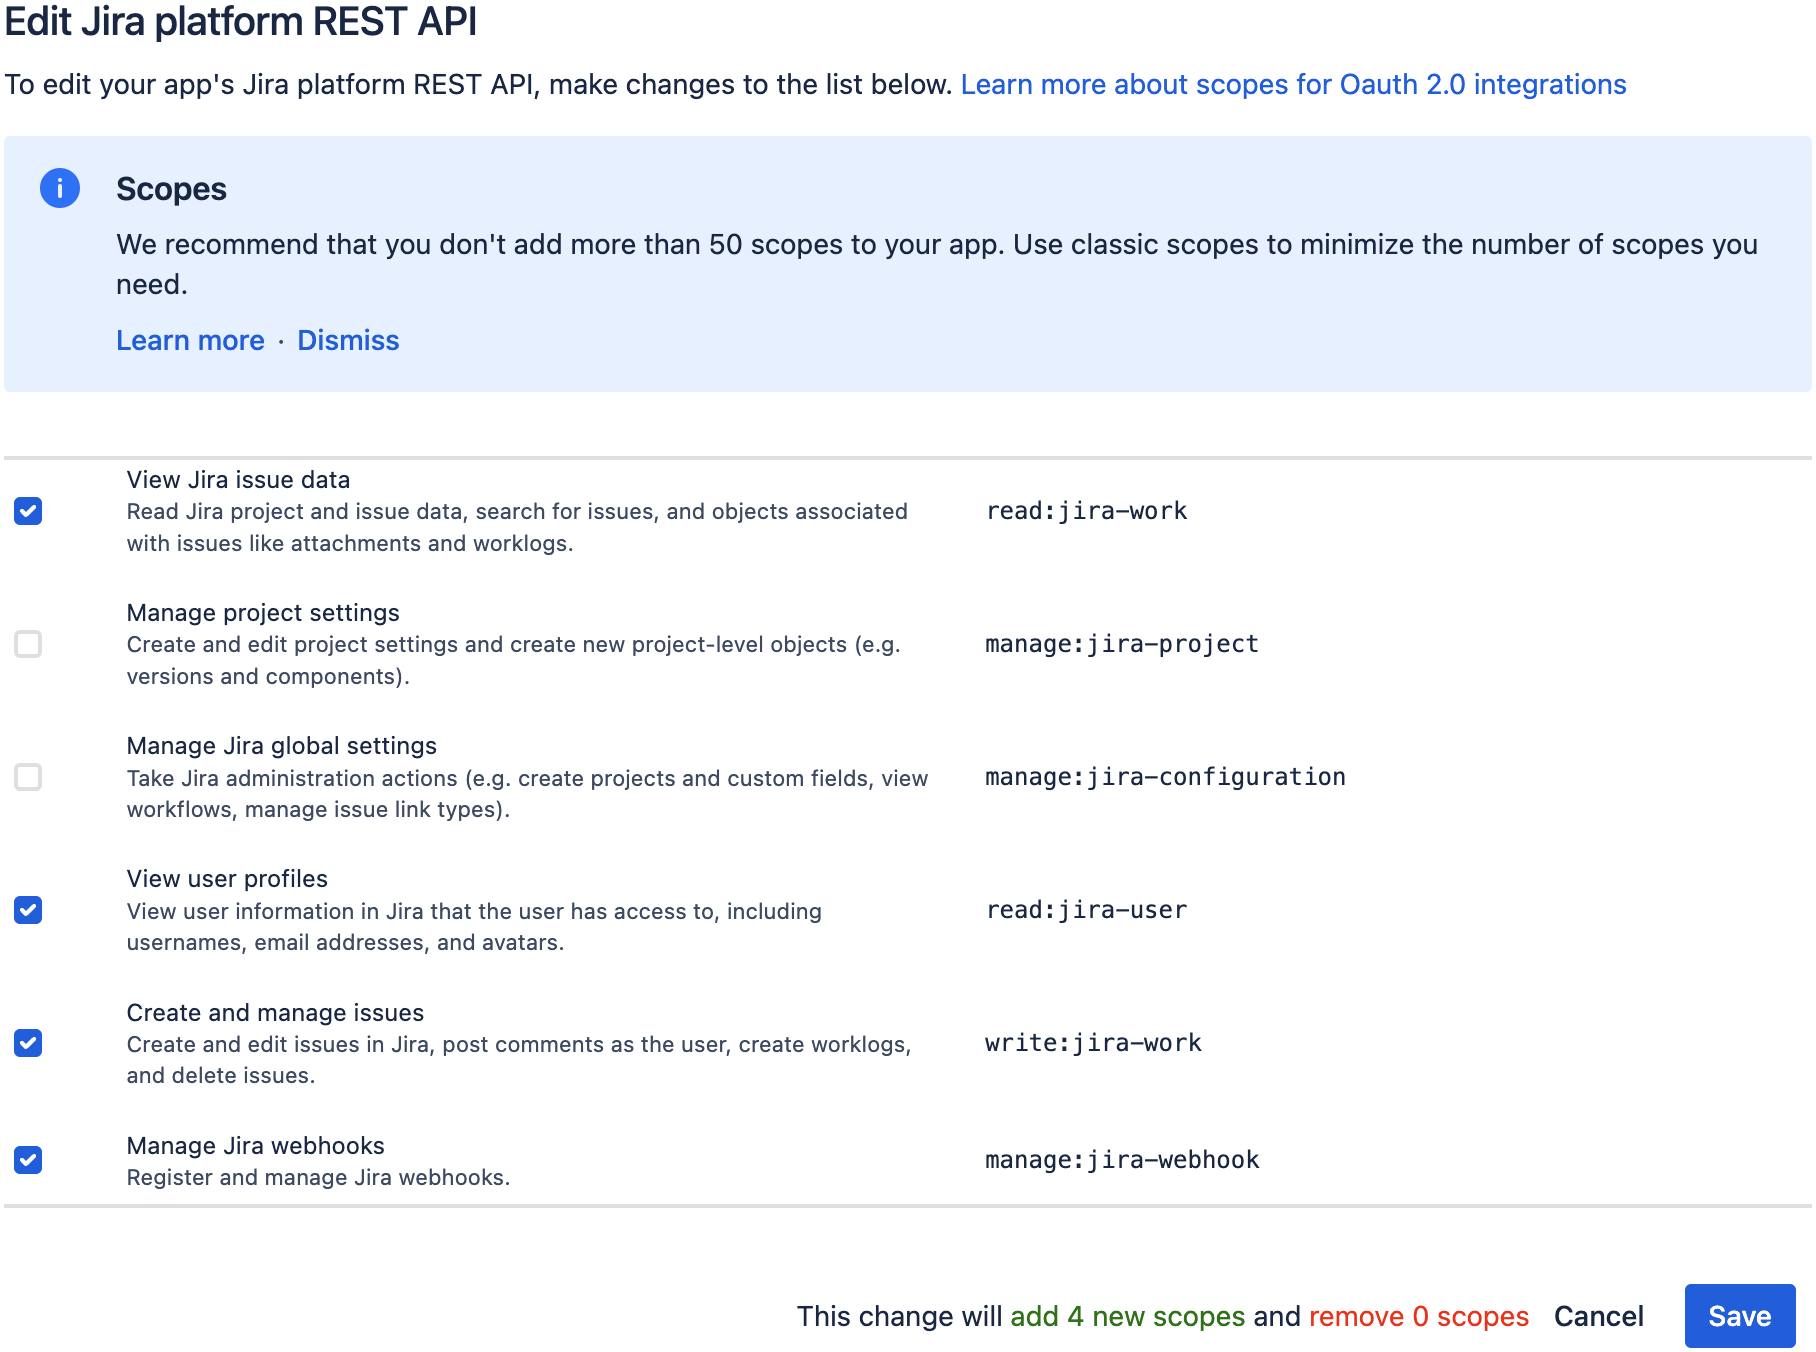 Edit Jira platform REST API
To edit your app's Jira platform REST API, make changes to the list below. Learn more about scopes for Oauth 2.0 integrations
Scopes
We recommend that you don't add more than 50 scopes to your app. Use classic scopes to minimize the number of scopes you
need.
Learn more · Dismiss
View Jira issue data
Read Jira project and issue data, search for issues, and objects associated
with issues like attachments and worklogs.
read:jira-work
Manage project settings
Create and edit project settings and create new project-level objects (e.g.
versions and components).
manage:jira-project
Manage Jira global settings
Take Jira administration actions (e.g. create projects and custom fields, view
workflows, manage issue link types).
manage:jira-configuration
View user profiles
View user information in Jira that the user has access to, including
usernames, email addresses, and avatars.
read:jira-user
Create and manage issues
Create and edit issues in Jira, post comments as the user, create worklogs,
and delete issues.
write:jira-work
Manage Jira webhooks
Register and manage Jira webhooks.
manage:jira-webhook
This change will add 4 new scopes and remove 0 scopes Cancel Save